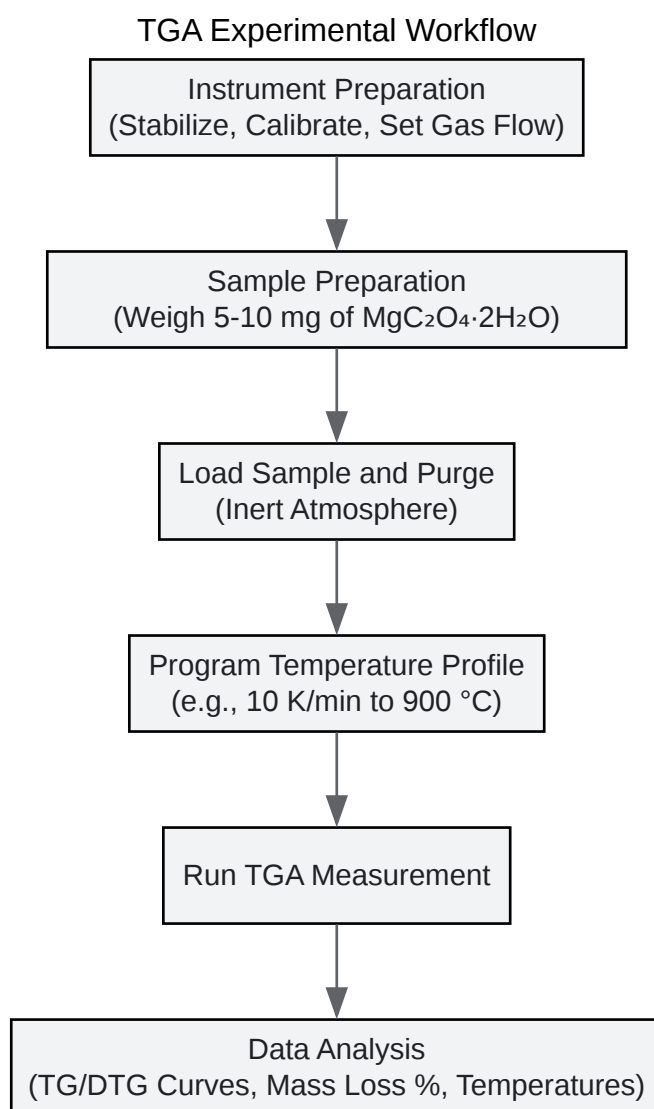 TGA Experimental Workflow
Instrument Preparation
(Stabilize, Calibrate, Set Gas Flow)
Sample Preparation
(Weigh 5-10 mg of MgC₂O₄·2H₂O)
Load Sample and Purge
(Inert Atmosphere)
Program Temperature Profile
(e.g., 10 K/min to 900 °C)
Run TGA Measurement
Data Analysis
(TG/DTG Curves, Mass Loss %, Temperatures)